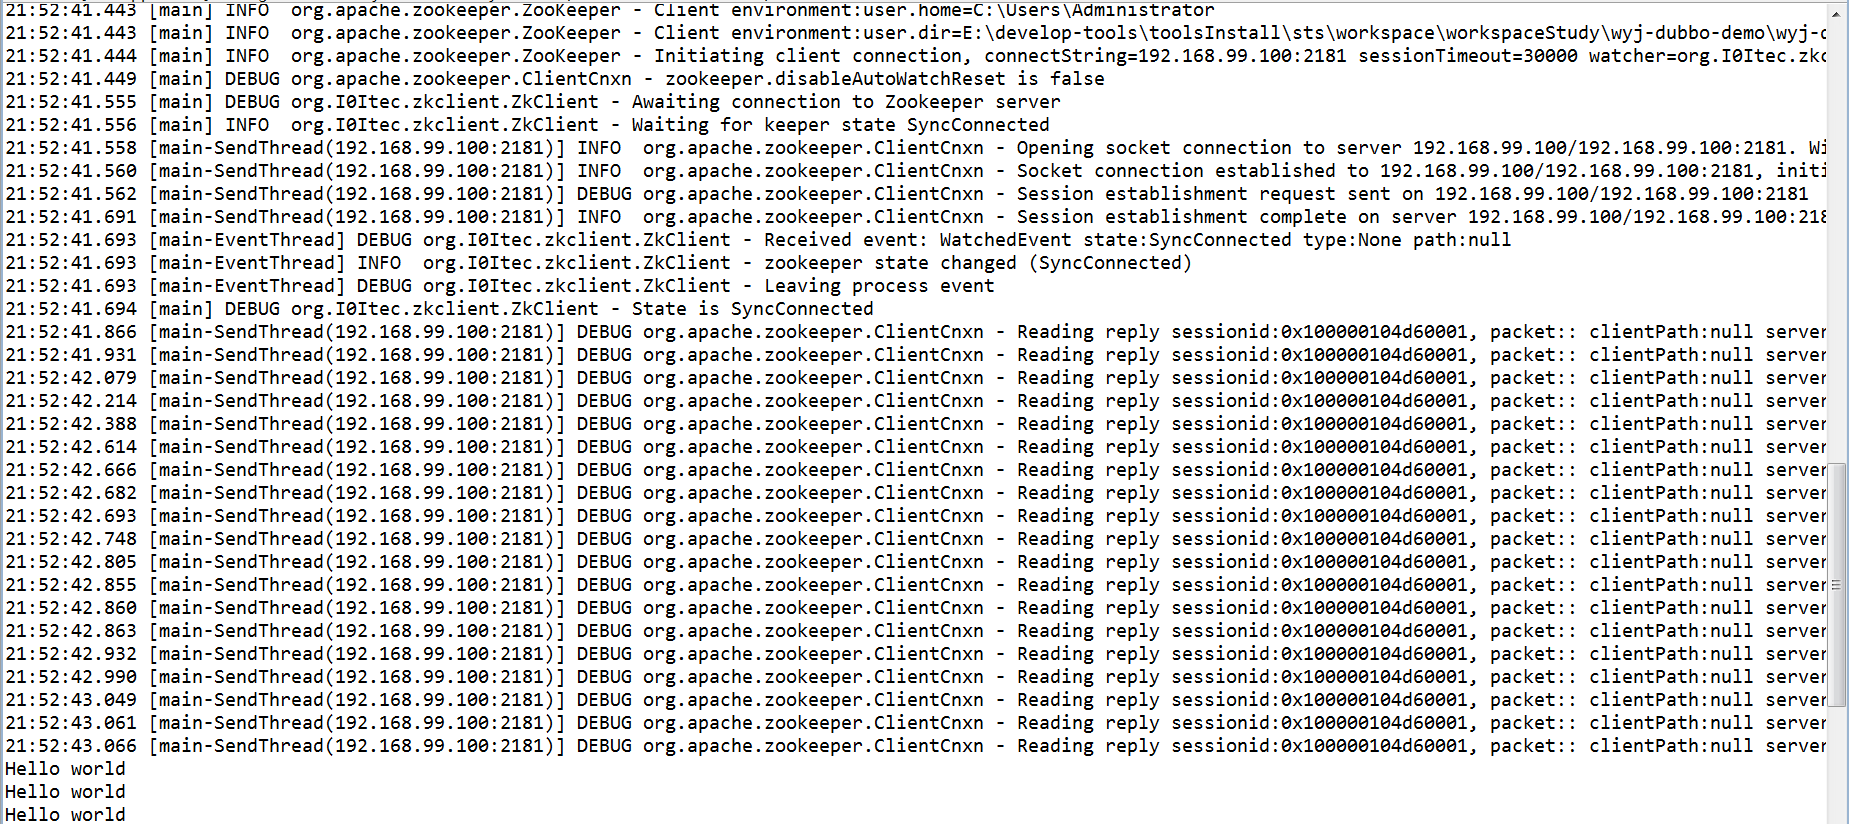 21:52:41.443 [main] INFO  org.apache.zookeeper.ZooKeeper - Client environment:user.home=C:\Users\Administrator
21:52:41.443 [main] INFO  org.apache.zookeeper.ZooKeeper - Client environment:user.dir=E:\develop-tools\toolsInstall\sts\workspace\workspaceStudy\wyj-dubbo-demo\wyj-d
21:52:41.444 [main] INFO  org.apache.zookeeper.ZooKeeper - Initiating client connection, connectString=192.168.99.100:2181 sessionTimeout=30000 watcher=org.I0Itec.zkc
21:52:41.449 [main] DEBUG org.apache.zookeeper.ClientCnxn - zookeeper.disableAutoWatchReset is false
21:52:41.555 [main] DEBUG org.I0Itec.zkclient.ZkClient - Awaiting connection to Zookeeper server
21:52:41.556 [main] INFO  org.I0Itec.zkclient.ZkClient - Waiting for keeper state SyncConnected
21:52:41.558 [main-SendThread(192.168.99.100:2181)] INFO  org.apache.zookeeper.ClientCnxn - Opening socket connection to server 192.168.99.100/192.168.99.100:2181. Wi
21:52:41.560 [main-SendThread(192.168.99.100:2181)] INFO  org.apache.zookeeper.ClientCnxn - Socket connection established to 192.168.99.100/192.168.99.100:2181, initi
21:52:41.562 [main-SendThread(192.168.99.100:2181)] DEBUG org.apache.zookeeper.ClientCnxn - Session establishment request sent on 192.168.99.100/192.168.99.100:2181
21:52:41.691 [main-SendThread(192.168.99.100:2181)] INFO  org.apache.zookeeper.ClientCnxn - Session establishment complete on server 192.168.99.100/192.168.99.100:218
21:52:41.693 [main-EventThread] DEBUG org.I0Itec.zkclient.ZkClient - Received event: WatchedEvent state:SyncConnected type:None path:null
21:52:41.693 [main-EventThread] INFO  org.I0Itec.zkclient.ZkClient - zookeeper state changed (SyncConnected)
21:52:41.693 [main-EventThread] DEBUG org.I0Itec.zkclient.ZkClient - Leaving process event
21:52:41.694 [main] DEBUG org.I0Itec.zkclient.ZkClient - State is SyncConnected
21:52:41.866 [main-SendThread(192.168.99.100:2181)] DEBUG org.apache.zookeeper.ClientCnxn - Reading reply sessionid:0x100000104d60001, packet:: clientPath:null server
21:52:41.931 [main-SendThread(192.168.99.100:2181)] DEBUG org.apache.zookeeper.ClientCnxn - Reading reply sessionid:0x100000104d60001, packet:: clientPath:null server
21:52:42.079 [main-SendThread(192.168.99.100:2181)] DEBUG org.apache.zookeeper.ClientCnxn - Reading reply sessionid:0x100000104d60001, packet:: clientPath:null server
21:52:42.214 [main-SendThread(192.168.99.100:2181)] DEBUG org.apache.zookeeper.ClientCnxn - Reading reply sessionid:0x100000104d60001, packet:: clientPath:null server
21:52:42.388 [main-SendThread(192.168.99.100:2181)] DEBUG org.apache.zookeeper.ClientCnxn - Reading reply sessionid:0x100000104d60001, packet:: clientPath:null server
21:52:42.614 [main-SendThread(192.168.99.100:2181)] DEBUG org.apache.zookeeper.ClientCnxn - Reading reply sessionid:0x100000104d60001, packet:: clientPath:null server
21:52:42.666 [main-SendThread(192.168.99.100:2181)] DEBUG org.apache.zookeeper.ClientCnxn - Reading reply sessionid:0x100000104d60001, packet:: clientPath:null server
21:52:42.682 [main-SendThread(192.168.99.100:2181)] DEBUG org.apache.zookeeper.ClientCnxn - Reading reply sessionid:0x100000104d60001, packet:: clientPath:null server
21:52:42.693 [main-SendThread(192.168.99.100:2181)] DEBUG org.apache.zookeeper.ClientCnxn - Reading reply sessionid:0x100000104d60001, packet:: clientPath:null server
21:52:42.748 [main-SendThread(192.168.99.100:2181)] DEBUG org.apache.zookeeper.ClientCnxn - Reading reply sessionid:0x100000104d60001, packet:: clientPath:null server
21:52:42.805 [main-SendThread(192.168.99.100:2181)] DEBUG org.apache.zookeeper.ClientCnxn - Reading reply sessionid:0x100000104d60001, packet:: clientPath:null server
21:52:42.855 [main-SendThread(192.168.99.100:2181)] DEBUG org.apache.zookeeper.ClientCnxn - Reading reply sessionid:0x100000104d60001, packet:: clientPath:null server
21:52:42.860 [main-SendThread(192.168.99.100:2181)] DEBUG org.apache.zookeeper.ClientCnxn - Reading reply sessionid:0x100000104d60001, packet:: clientPath:null server
21:52:42.863 [main-SendThread(192.168.99.100:2181)] DEBUG org.apache.zookeeper.ClientCnxn - Reading reply sessionid:0x100000104d60001, packet:: clientPath:null server
21:52:42.932 [main-SendThread(192.168.99.100:2181)] DEBUG org.apache.zookeeper.ClientCnxn - Reading reply sessionid:0x100000104d60001, packet:: clientPath:null server
21:52:42.990 [main-SendThread(192.168.99.100:2181)] DEBUG org.apache.zookeeper.ClientCnxn - Reading reply sessionid:0x100000104d60001, packet:: clientPath:null server
21:52:43.049 [main-SendThread(192.168.99.100:2181)] DEBUG org.apache.zookeeper.ClientCnxn - Reading reply sessionid:0x100000104d60001, packet:: clientPath:null server
21:52:43.061 [main-SendThread(192.168.99.100:2181)] DEBUG org.apache.zookeeper.ClientCnxn - Reading reply sessionid:0x100000104d60001, packet:: clientPath:null server
21:52:43.066 [main-SendThread(192.168.99.100:2181)] DEBUG org.apache.zookeeper.ClientCnxn - Reading reply sessionid:0x100000104d60001, packet:: clientPath:null server
Hello world
Hello world
Hello world